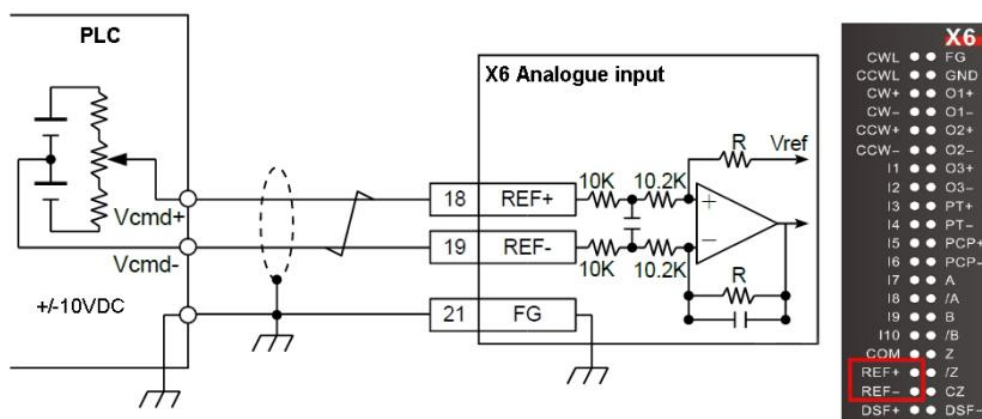 PLC
Vcmd+
Vcmd-
+/-10VDC
X6 Analogue input
R
Vref
10K
10.2K
18
REF+
+
19
REF-
−
10K
10.2K
R
21
FG
X6
CWL FG
CCWL GND
CW+ O1+
CW- O1-
CCW+ O2+
CCW- O2-
I1 O3+
I2 O3-
I3 PT+
I4 PT-
I5 PCP+
I6 PCP-
I7 A
I8 /A
I9 B
I10 /B
COM Z
REF+ /Z
REF- CZ
DSF+ DSF-